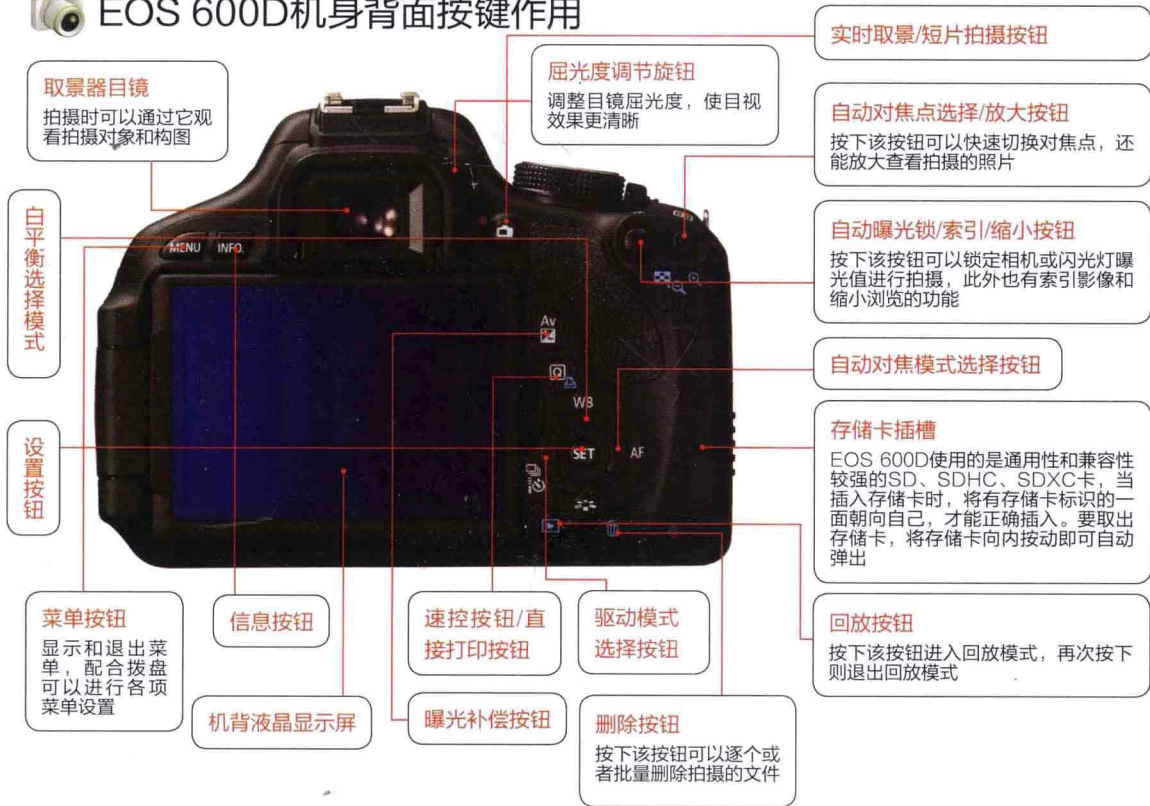 EOS 600D机身背面按键作用
取景器目镜
拍摄时可以通过它观
看拍摄对象和构图
屈光度调节旋钮
调整目镜屈光度，使目视
效果更清晰
实时取景/短片拍摄按钮
自动对焦点选择/放大按钮
按下该按钮可以快速切换对焦点，还
能放大查看拍摄的照片
自动曝光锁/索引/缩小按钮
按下该按钮可以锁定相机或闪光灯曝
光值进行拍摄，此外也有索引影像和
缩小浏览的功能
自动对焦模式选择按钮
存储卡插槽
EOS 600D使用的是通用性和兼容性
较强的SD、SDHC、SDXC卡，当
插入存储卡时，将有存储卡标识的一
面朝向自己，才能正确插入。要取出
存储卡，将存储卡向内按动即可自动
弹出
回放按钮
按下该按钮进入回放模式，再次按下
则退出回放模式
白平衡选择模式
设置按钮
MENU
INFO.
Av
Q
WB
SET
AF
菜单按钮
显示和退出菜
单，配合拨盘
可以进行各项
菜单设置
信息按钮
机背液晶显示屏
速控按钮/直
接打印按钮
曝光补偿按钮
驱动模式
选择按钮
删除按钮
按下该按钮可以逐个或
者批量删除拍摄的文件